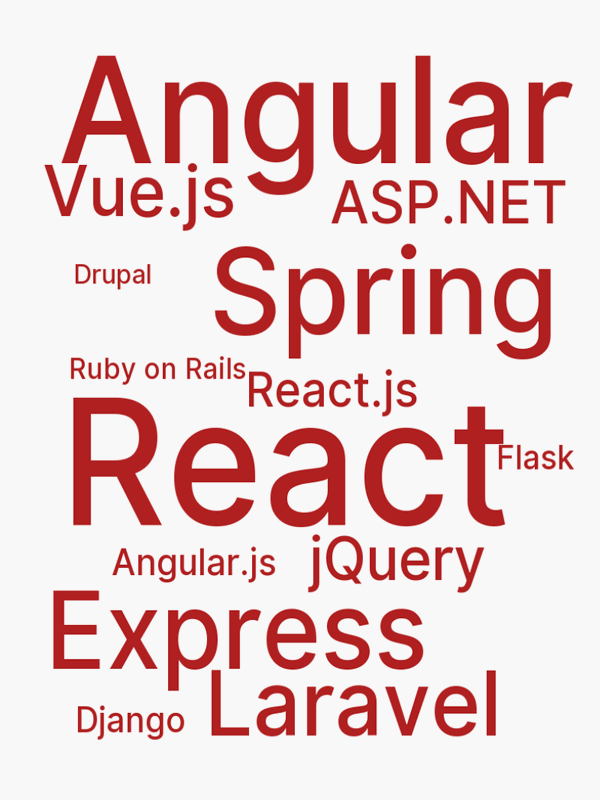 Angular
Vue.js
ASP.NET
Drupal
Spring
Ruby on Rails
React.js
React
Flask
Angular.js
jQuery
Express
Laravel
Django